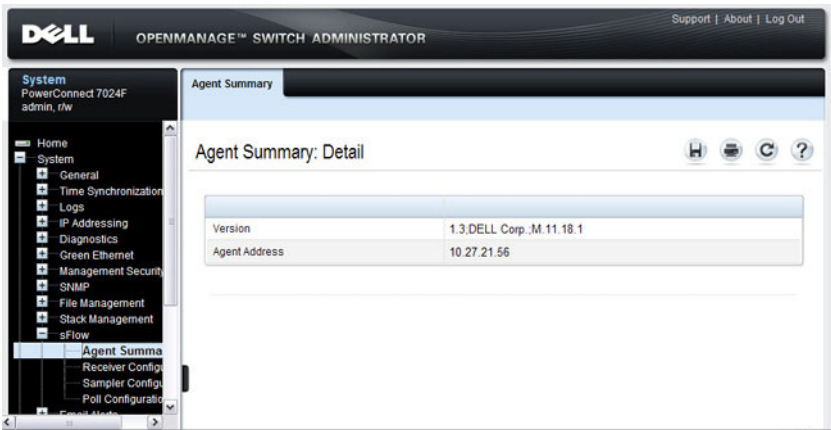 DELL
OPENMANAGE™ SWITCH ADMINISTRATOR
Support | About | Log Out
System
PowerConnect 7024F
admin, r/w
Agent Summary
Home
System
General
Time Synchronization
Logs
IP Addressing
Diagnostics
Green Ethernet
Management Security
SNMP
File Management
Stack Management
sFlow
Agent Summa
Receiver Configu
Sampler Configu
Poll Configuratio
Email Alerts
Agent Summary: Detail
Version 1.3;DELL Corp.;M.11.18.1
Agent Address 10.27.21.56